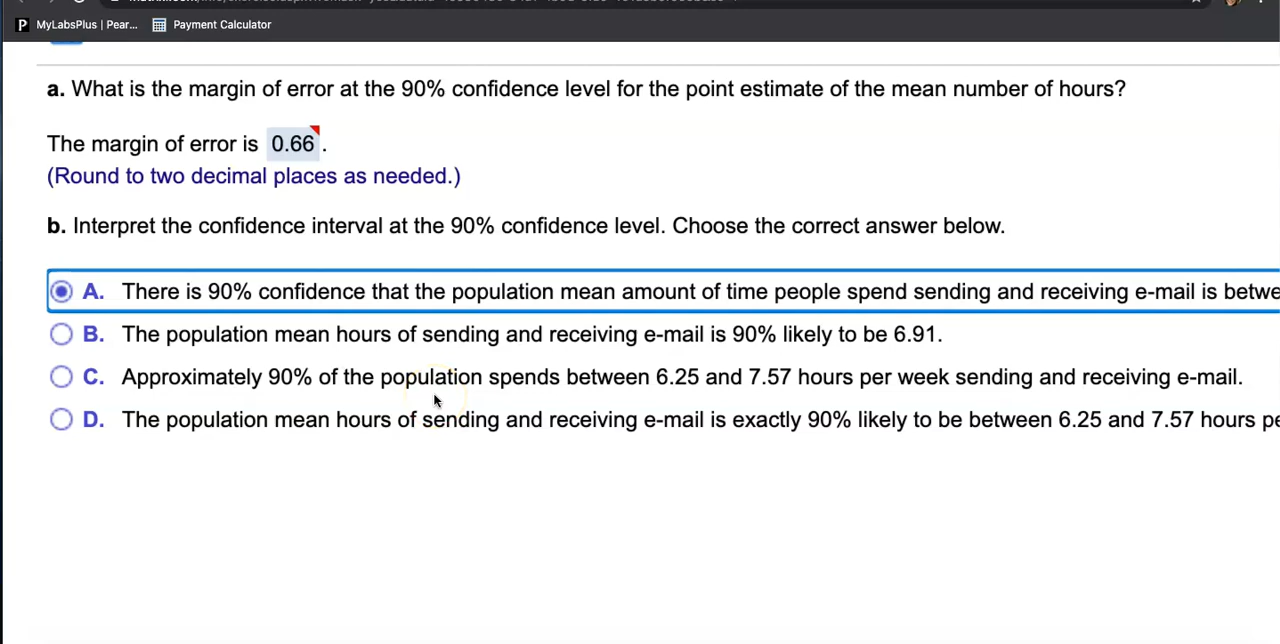 MyLabsPlus | Pear... Payment Calculator
a. What is the margin of error at the 90% confidence level for the point estimate of the mean number of hours?
The margin of error is 0.66.
(Round to two decimal places as needed.)
b. Interpret the confidence interval at the 90% confidence level. Choose the correct answer below.
A. There is 90% confidence that the population mean amount of time people spend sending and receiving e-mail is betwe
B. The population mean hours of sending and receiving e-mail is 90% likely to be 6.91.
C. Approximately 90% of the population spends between 6.25 and 7.57 hours per week sending and receiving e-mail.
D. The population mean hours of sending and receiving e-mail is exactly 90% likely to be between 6.25 and 7.57 hours pe